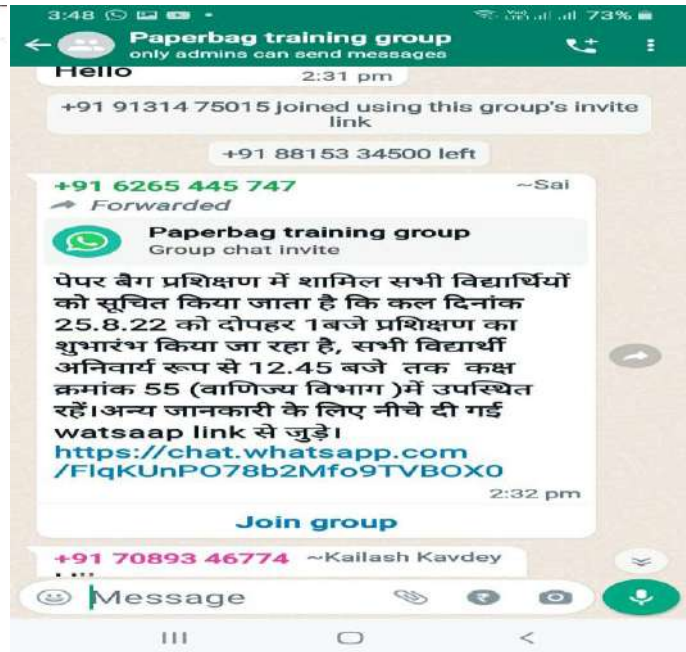 3:48 73%
Paperbag training group
only admins can send messages
Hello
2:31 pm
+91 91314 75015 joined using this group's invite
link
+91 88153 34500 left
+91 6265 445 747 ~Sai
Forwarded
Paperbag training group
Group chat invite
पेपर बैग प्रशिक्षण में शामिल सभी विद्यार्थियों
को सूचित किया जाता है कि कल दिनांक
25.8.22 को दोपहर 1बजे प्रशिक्षण का
शुभारंभ किया जा रहा है, सभी विद्यार्थी
अनिवार्य रूप से 12.45 बजे तक कक्ष
क्रमांक 55 (वाणिज्य विभाग )में उपस्थित
रहें।अन्य जानकारी के लिए नीचे दी गई
watsaap link से जुड़े।
https://chat.whatsapp.com
/FlqKUnPO78b2Mfo9TVBOX0
2:32 pm
Join group
+91 70893 46774 ~Kailash Kavdey
Message